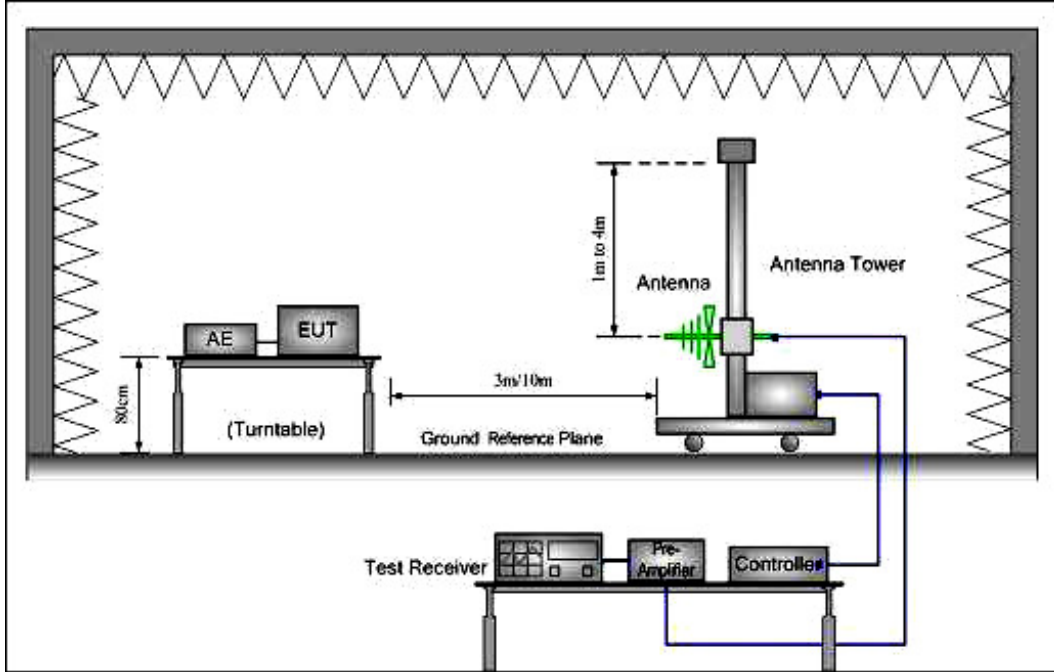 1m to 4m
Antenna
Antenna Tower
AE
EUT
80cm
3m/10m
(Turntable)
Ground Reference Plane
Test Receiver
Pre-
Amplifier
Controller